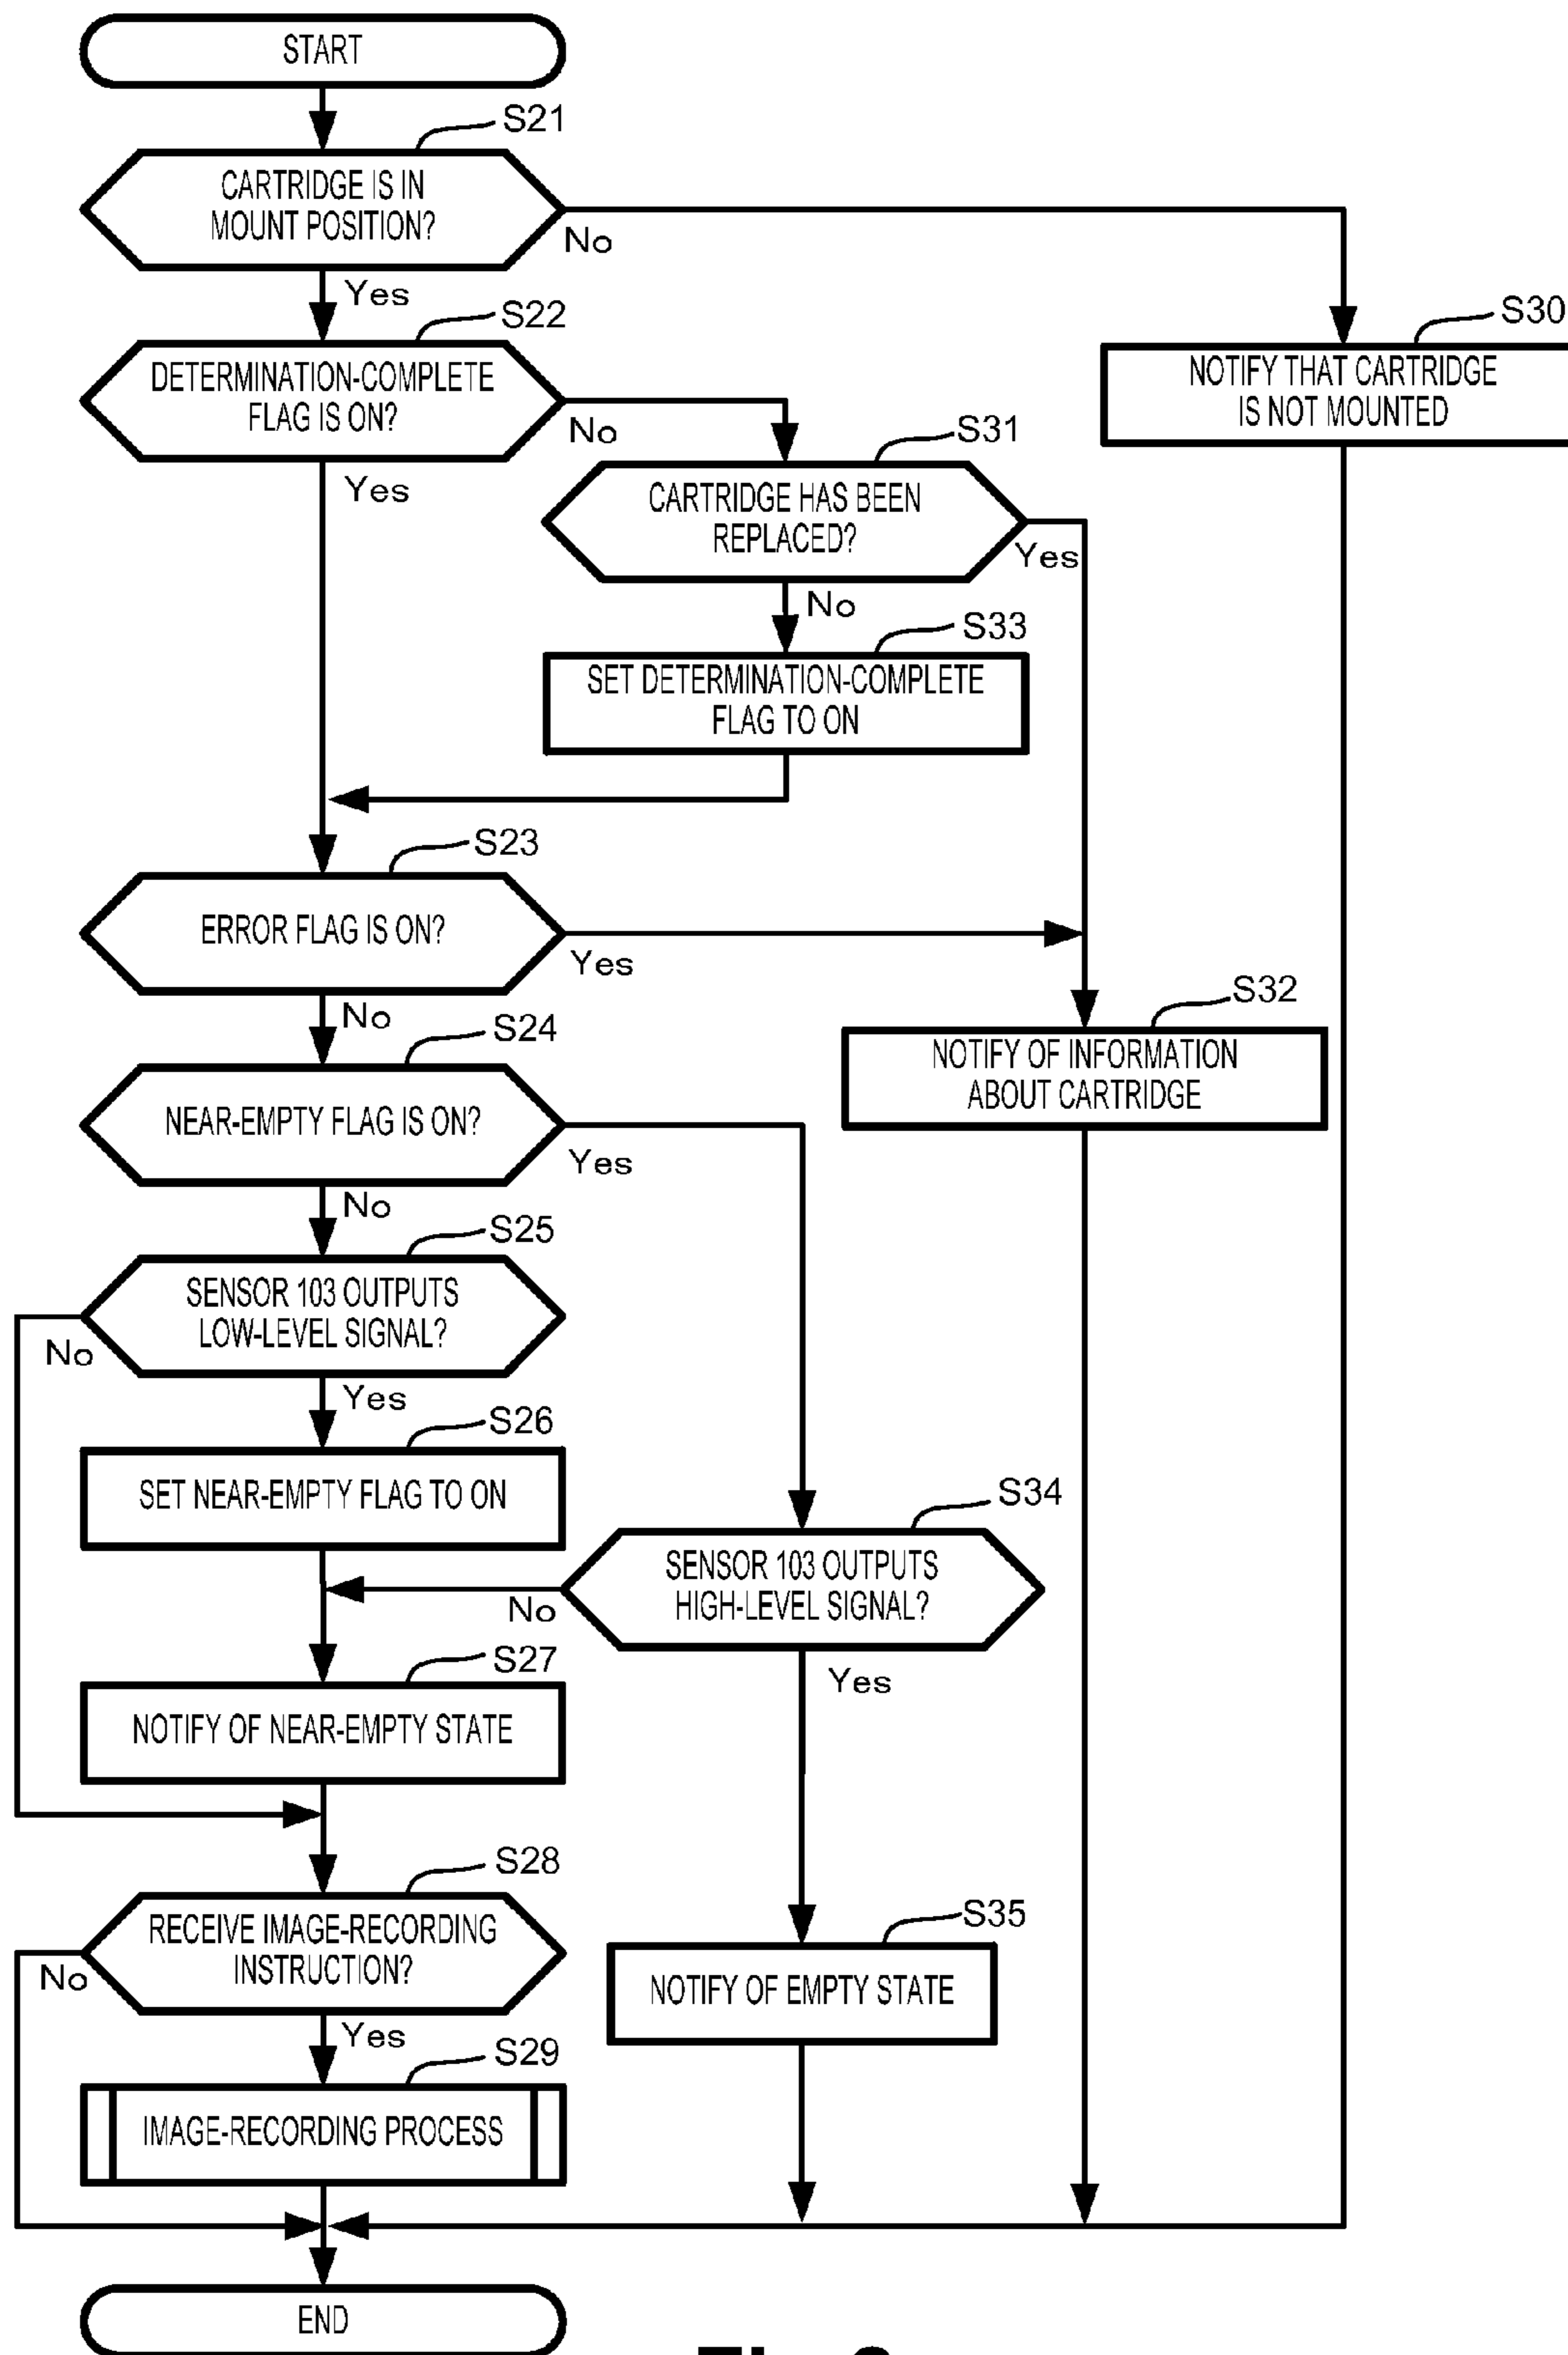 START
S21
CARTRIDGE IS IN
MOUNT POSITION?
No
Yes
S22
S30
DETERMINATION-COMPLETE
FLAG IS ON?
NOTIFY THAT CARTRIDGE
IS NOT MOUNTED
No
Yes
S31
CARTRIDGE HAS BEEN
REPLACED?
Yes
No
S33
SET DETERMINATION-COMPLETE
FLAG TO ON
S23
ERROR FLAG IS ON?
Yes
No
S32
NOTIFY OF INFORMATION
ABOUT CARTRIDGE
S24
NEAR-EMPTY FLAG IS ON?
Yes
No
S25
SENSOR 103 OUTPUTS
LOW-LEVEL SIGNAL?
No
Yes
S26
SET NEAR-EMPTY FLAG TO ON
S34
SENSOR 103 OUTPUTS
HIGH-LEVEL SIGNAL?
No
Yes
S27
NOTIFY OF NEAR-EMPTY STATE
S28
RECEIVE IMAGE-RECORDING
INSTRUCTION?
No
Yes
S35
NOTIFY OF EMPTY STATE
S29
IMAGE-RECORDING PROCESS
END